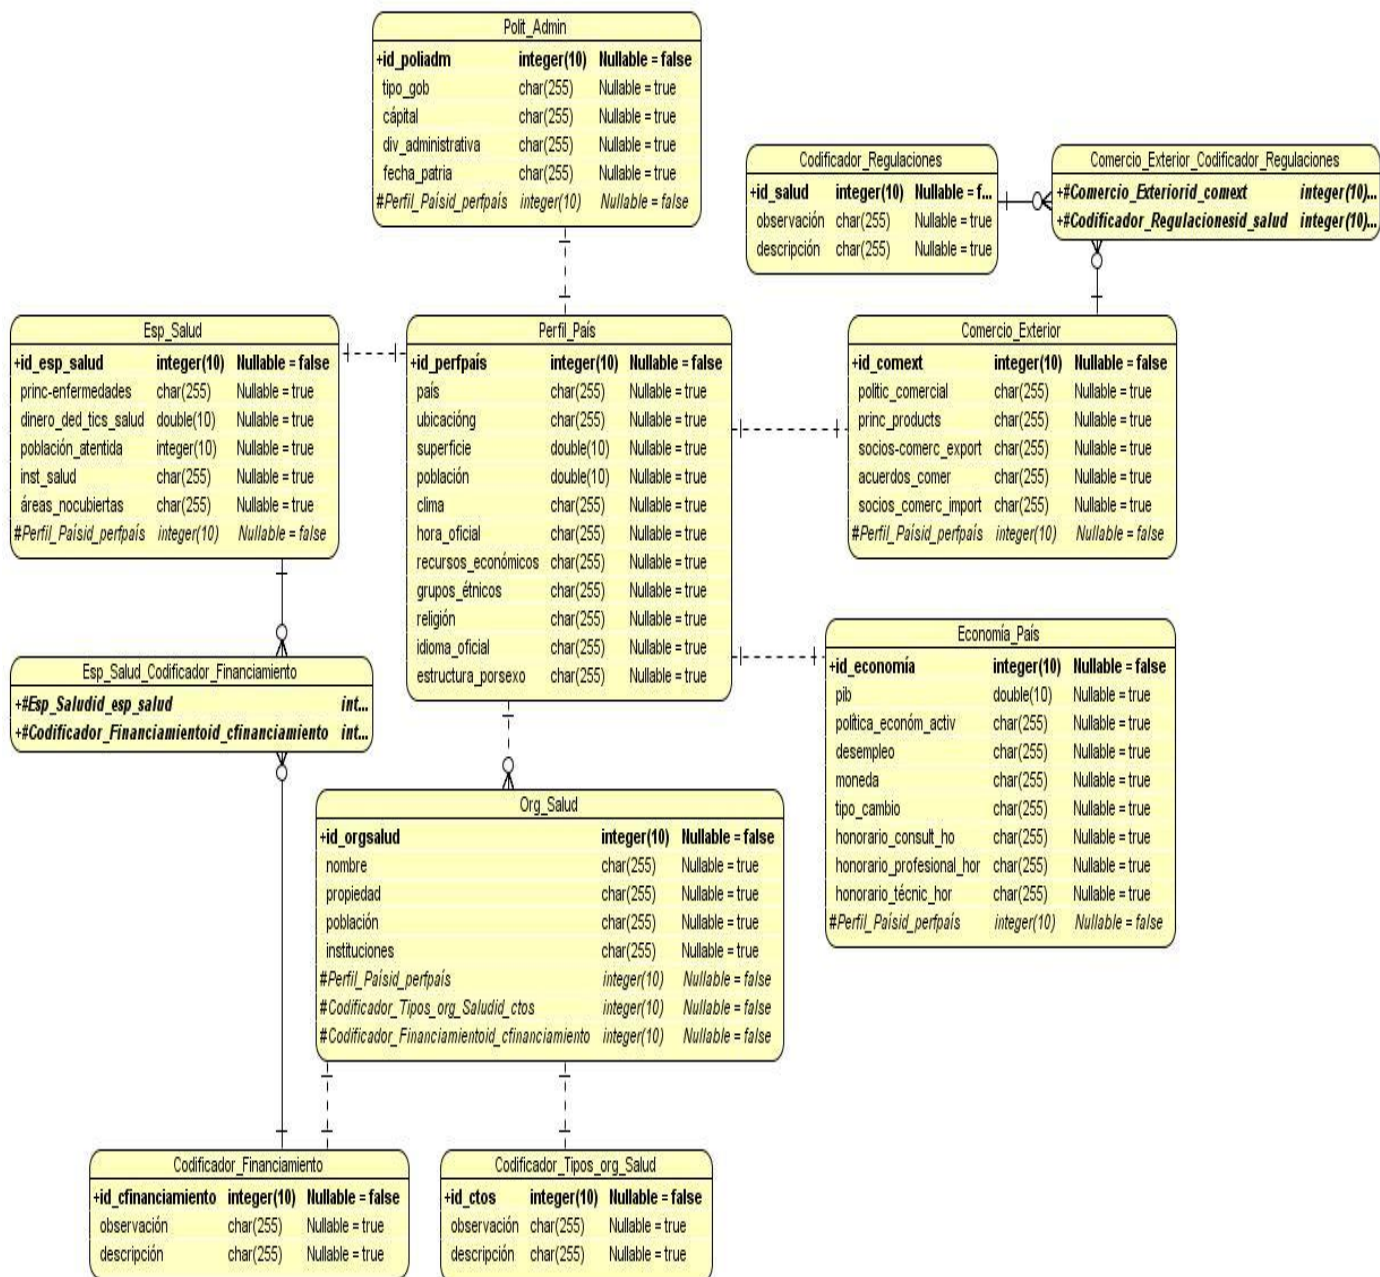 Polit_Admin
+id_poliadm integer(10) Nullable = false
tipo_gob char(255) Nullable = true
cápital char(255) Nullable = true
div_administrativa char(255) Nullable = true
fecha_patria char(255) Nullable = true
#Perfil_Paísid_perfpaís integer(10) Nullable = false
Codificador_Regulaciones
+id_salud integer(10) Nullable = f...
observación char(255) Nullable = true
descripción char(255) Nullable = true
Comercio_Exterior_Codificador_Regulaciones
+#Comercio_Exteriorid_comext integer(10)...
+#Codificador_Regulacionesid_salud integer(10)...
Esp_Salud
+id_esp_salud integer(10) Nullable = false
princ-enfermedades char(255) Nullable = true
dinero_ded_tics_salud double(10) Nullable = true
población_atentida integer(10) Nullable = true
inst_salud char(255) Nullable = true
áreas_nocubiertas char(255) Nullable = true
#Perfil_Paísid_perfpaís integer(10) Nullable = false
Perfil_País
+id_perfpaís integer(10) Nullable = false
país char(255) Nullable = true
ubicacióng char(255) Nullable = true
superficie double(10) Nullable = true
población double(10) Nullable = true
clima char(255) Nullable = true
hora_oficial char(255) Nullable = true
recursos_económicos char(255) Nullable = true
grupos_étnicos char(255) Nullable = true
religión char(255) Nullable = true
idioma_oficial char(255) Nullable = true
estructura_porsexo char(255) Nullable = true
Comercio_Exterior
+id_comext integer(10) Nullable = false
politic_comercial char(255) Nullable = true
princ_products char(255) Nullable = true
socios-comerc_export char(255) Nullable = true
acuerdos_comer char(255) Nullable = true
socios_comerc_import char(255) Nullable = true
#Perfil_Paísid_perfpaís integer(10) Nullable = false
Esp_Salud_Codificador_Financiamiento
+#Esp_Saludid_esp_salud int...
+#Codificador_Financiamientoid_cfinanciamiento int...
Economía_País
+id_economía integer(10) Nullable = false
pib double(10) Nullable = true
política_económ_activ char(255) Nullable = true
desempleo char(255) Nullable = true
moneda char(255) Nullable = true
tipo_cambio char(255) Nullable = true
honorario_consult_ho char(255) Nullable = true
honorario_profesional_hor char(255) Nullable = true
honorario_técnic_hor char(255) Nullable = true
#Perfil_Paísid_perfpaís integer(10) Nullable = false
Org_Salud
+id_orgsalud integer(10) Nullable = false
nombre char(255) Nullable = true
propiedad char(255) Nullable = true
población char(255) Nullable = true
instituciones char(255) Nullable = true
#Perfil_Paísid_perfpaís integer(10) Nullable = false
#Codificador_Tipos_org_Saludid_ctos integer(10) Nullable = false
#Codificador_Financiamientoid_cfinanciamiento integer(10) Nullable = false
Codificador_Financiamiento
+id_cfinanciamiento integer(10) Nullable = false
observación char(255) Nullable = true
descripción char(255) Nullable = true
Codificador_Tipos_org_Salud
+id_ctos integer(10) Nullable = false
observación char(255) Nullable = true
descripción char(255) Nullable = true